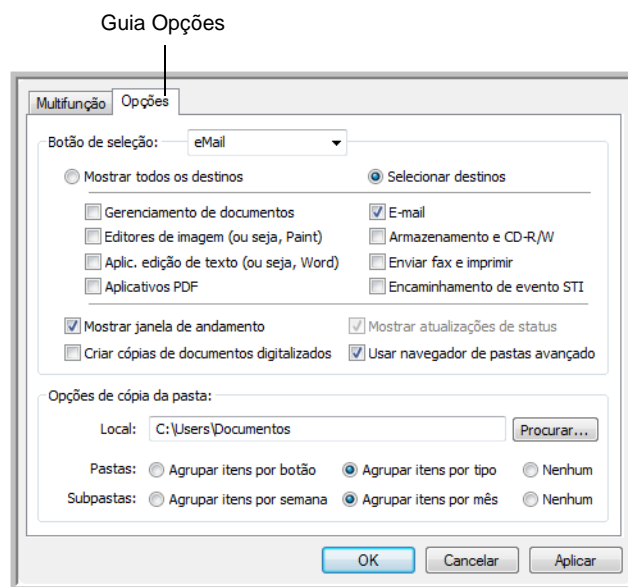 Guia Opções
Multifunção Opções
Botão de seleção: eMail
Mostrar todos os destinos Selecionar destinos
Gerenciamento de documentos E-mail
Editores de imagem (ou seja, Paint) Armazenamento e CD-R/W
Aplic. edição de texto (ou seja, Word) Enviar fax e imprimir
Aplicativos PDF Encaminhamento de evento STI
Mostrar janela de andamento Mostrar atualizações de status
Criar cópias de documentos digitalizados Usar navegador de pastas avançado
Opções de cópia da pasta:
Local: C:\Users\Documentos Procurar...
Pastas: Agrupar itens por botão Agrupar itens por tipo Nenhum
Subpastas: Agrupar itens por semana Agrupar itens por mês Nenhum
OK Cancelar Aplicar